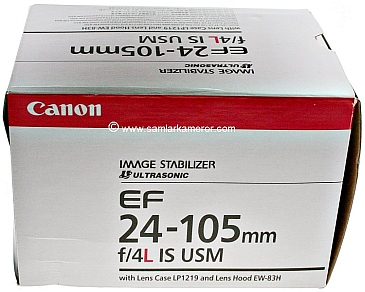 IMAGE STABILIZER
ULTRASONIC
EF 24-105mm
f/4L IS USM
with Lens Case LP1219 and Lens Hood EW-83H
Canon
© www.samlarkameror.com
IMAGE STABILIZER
ULTRASONIC
EF
24-105mm
f/4L IS USM
with Lens Case LP1219 and Lens Hood EW-83H